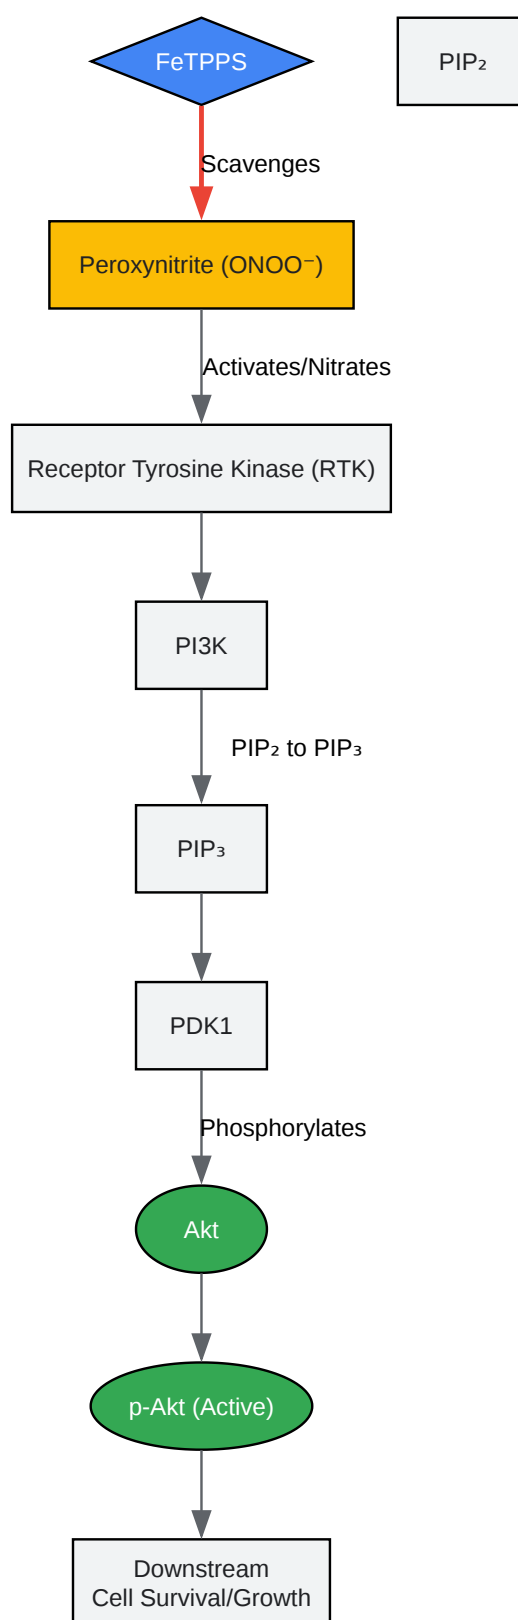 FeTPPS
PIP₂
Scavenges
Peroxynitrite (ONOO⁻)
Activates/Nitrates
Receptor Tyrosine Kinase (RTK)
PI3K
PIP₂ to PIP₃
PIP₃
PDK1
Phosphorylates
Akt
p-Akt (Active)
Downstream
Cell Survival/Growth